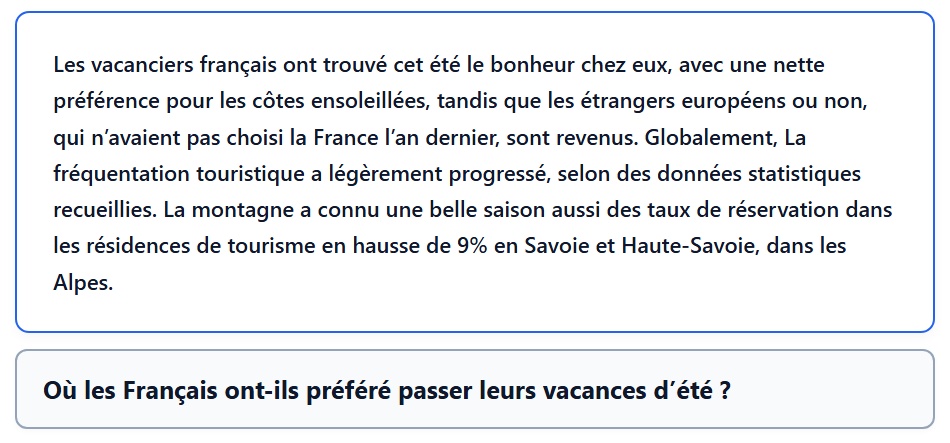 Les vacanciers français ont trouvé cet été le bonheur chez eux, avec une nette
préférence pour les côtes ensoleillées, tandis que les étrangers européens ou non,
qui n’avaient pas choisi la France l’an dernier, sont revenus. Globalement, La
fréquentation touristique a légèrement progressé, selon des données statistiques
recueillies. La montagne a connu une belle saison aussi des taux de réservation dans
les résidences de tourisme en hausse de 9% en Savoie et Haute-Savoie, dans les
Alpes.
Où les Français ont-ils préféré passer leurs vacances d’été ?